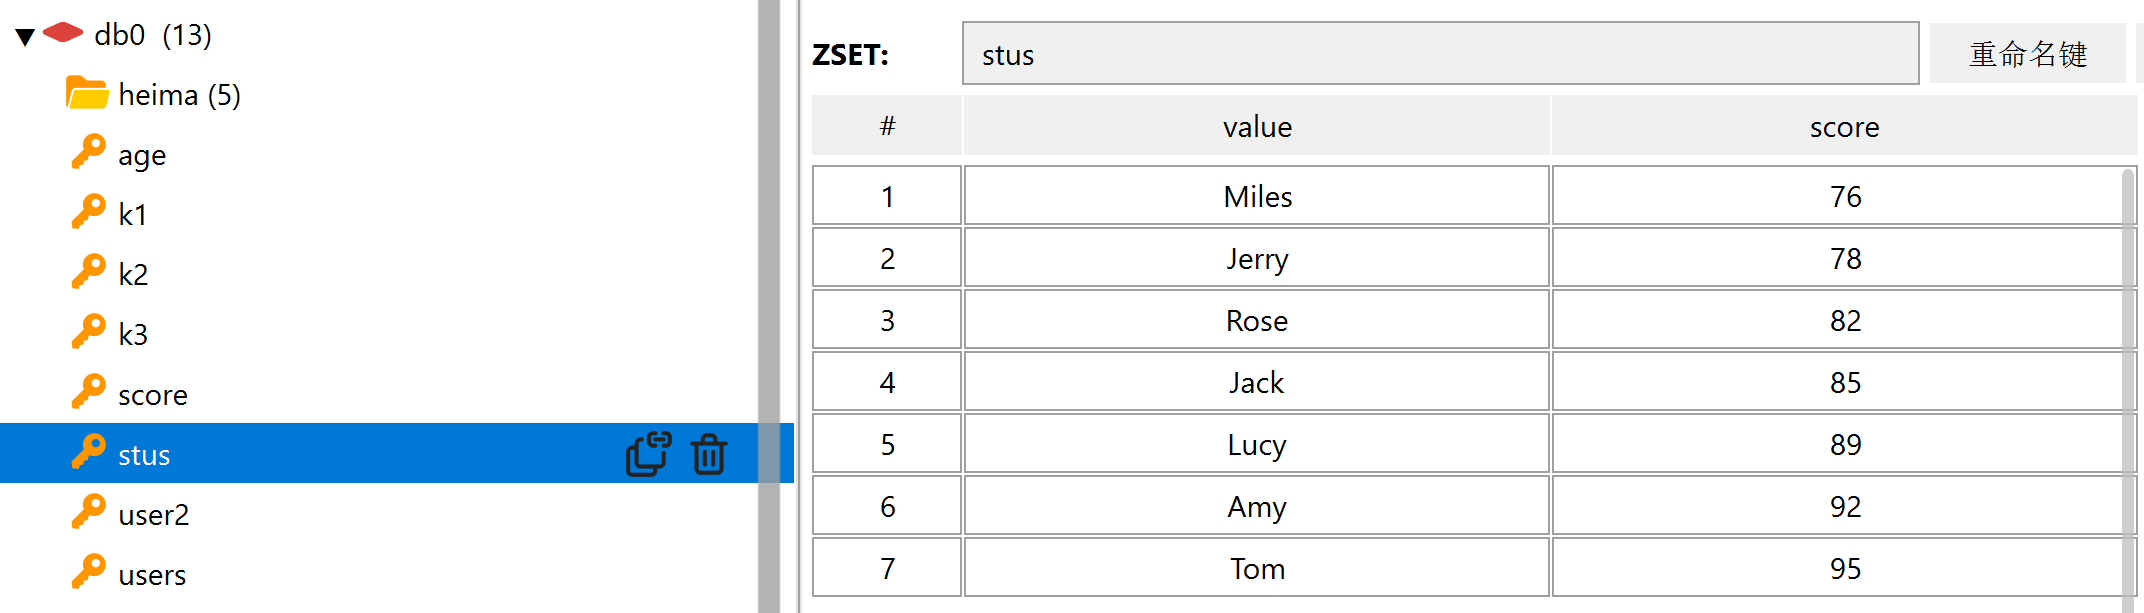 db0 (13)
heima (5)
age
k1
k2
k3
score
stus
user2
users
ZSET: stus 重命名键
# value score
1 Miles 76
2 Jerry 78
3 Rose 82
4 Jack 85
5 Lucy 89
6 Amy 92
7 Tom 95